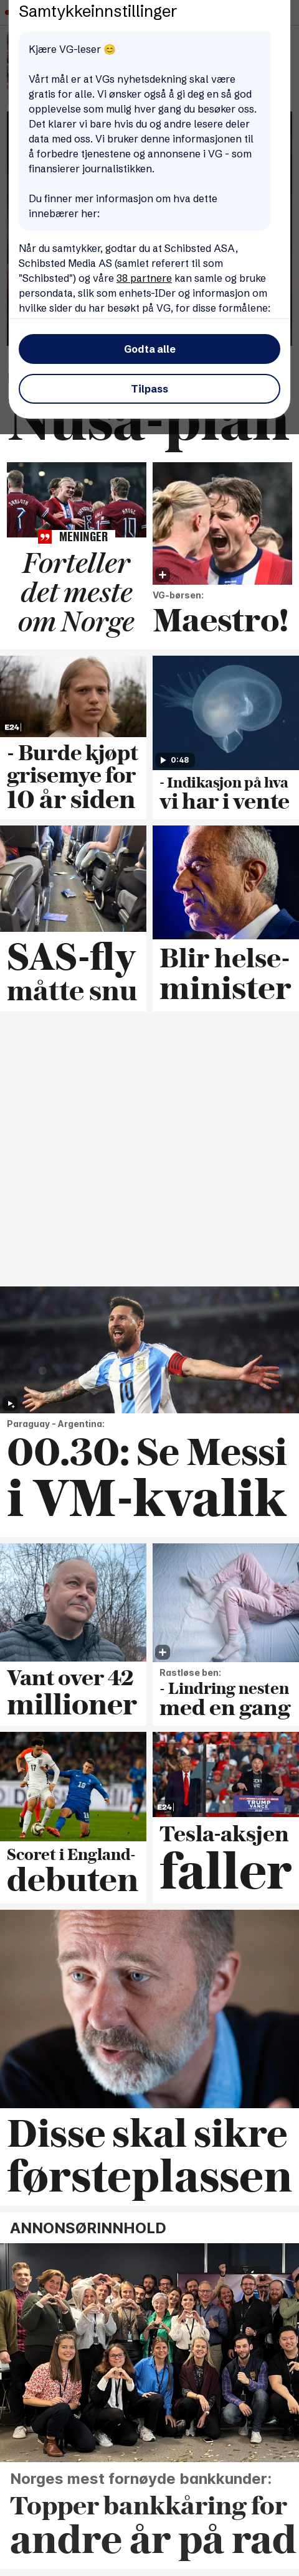 Samtykkeinnstillinger
Kjære VG-leser 😊
Vårt mål er at VGs nyhetsdekning skal være
gratis for alle. Vi ønsker også å gi deg en så god
opplevelse som mulig hver gang du besøker oss.
Det klarer vi bare hvis du og andre lesere deler
data med oss. Vi bruker denne informasjonen til
å forbedre tjenestene og annonsene i VG - som
finansierer journalistikken.
Du finner mer informasjon om hva dette
innebærer her:
Når du samtykker, godtar du at Schibsted ASA,
Schibsted Media AS (samlet referert til som
"Schibsted") og våre 38 partnere kan samle og bruke
persondata, slik som enhets-IDer og informasjon om
hvilke sider du har besøkt på VG, for disse formålene:
Godta alle
Tilpass
Nusa-plan
MENINGER
Forteller
det meste
om Norge
VG-børsen:
Maestro!
E24
- Burde kjøpt
grisemye for
10 år siden
0:48
- Indikasjon på hva
vi har i vente
SAS-fly
måtte snu
Blir helse-
minister
Paraguay - Argentina:
00.30: Se Messi
i VM-kvalik
Vant over 42
millioner
Rastløse ben:
- Lindring nesten
med en gang
Scoret i England-
debuten
E24
TRUMP
VANCE
Tesla-aksjen
faller
Disse skal sikre
førsteplassen
ANNONSØRINNHOLD
Norges mest fornøyde bankkunder:
Topper bankkåring for
andre år på rad